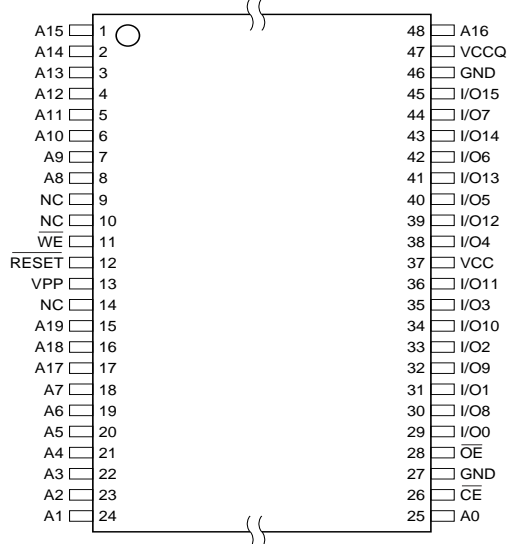 A15 1 48 A16
A14 2 47 VCCQ
A13 3 46 GND
A12 4 45 I/O15
A11 5 44 I/O7
A10 6 43 I/O14
A9 7 42 I/O6
A8 8 41 I/O13
NC 9 40 I/O5
NC 10 39 I/O12
W̅E̅ 11 38 I/O4
R̅E̅S̅E̅T̅ 12 37 VCC
VPP 13 36 I/O11
NC 14 35 I/O3
A19 15 34 I/O10
A18 16 33 I/O2
A17 17 32 I/O9
A7 18 31 I/O1
A6 19 30 I/O8
A5 20 29 I/O0
A4 21 28 O̅E̅
A3 22 27 GND
A2 23 26 C̅E̅
A1 24 25 A0